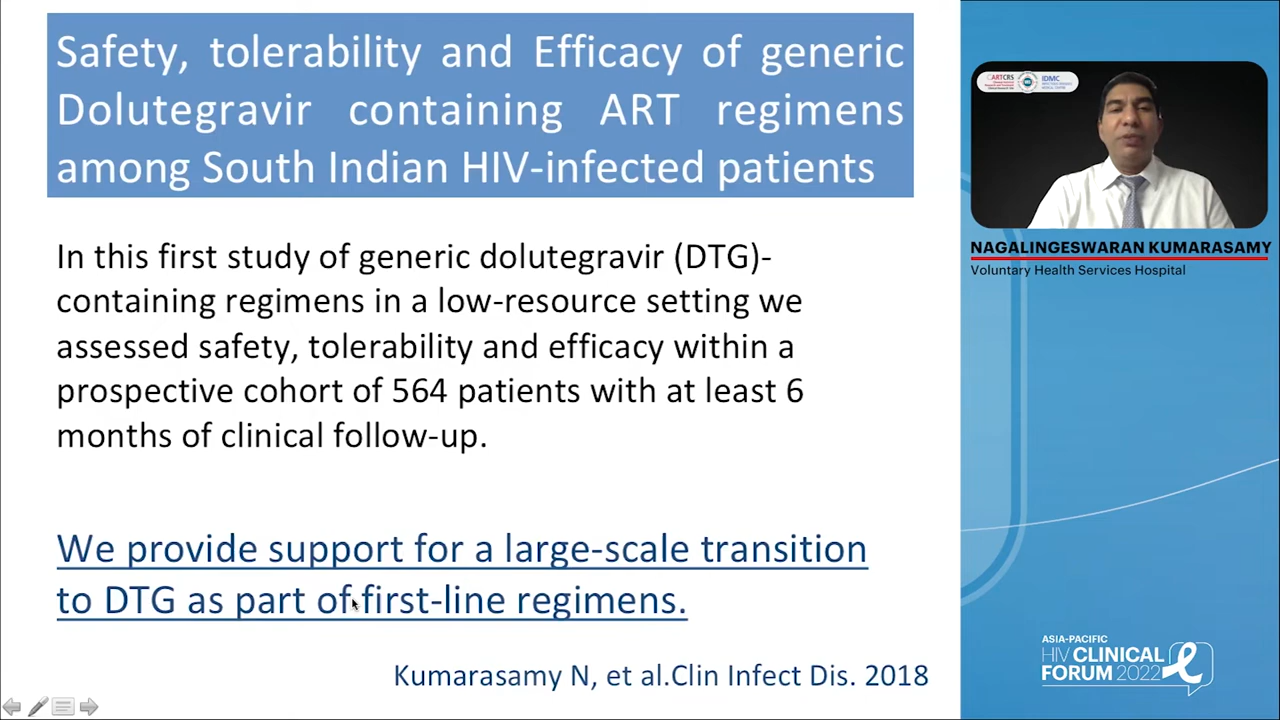 Safety, tolerability and Efficacy of generic
Dolutegravir containing ART regimens
among South Indian HIV-infected patients
In this first study of generic dolutegravir (DTG)-
containing regimens in a low-resource setting we
assessed safety, tolerability and efficacy within a
prospective cohort of 564 patients with at least 6
months of clinical follow-up.
We provide support for a large-scale transition
to DTG as part of first-line regimens.
Kumarasamy N, et al.Clin Infect Dis. 2018
CARTCRS
IDMC
NAGALINGESWARAN KUMARASAMY
Voluntary Health Services Hospital
ASIA-PACIFIC
HIV CLINICAL
FORUM 2022